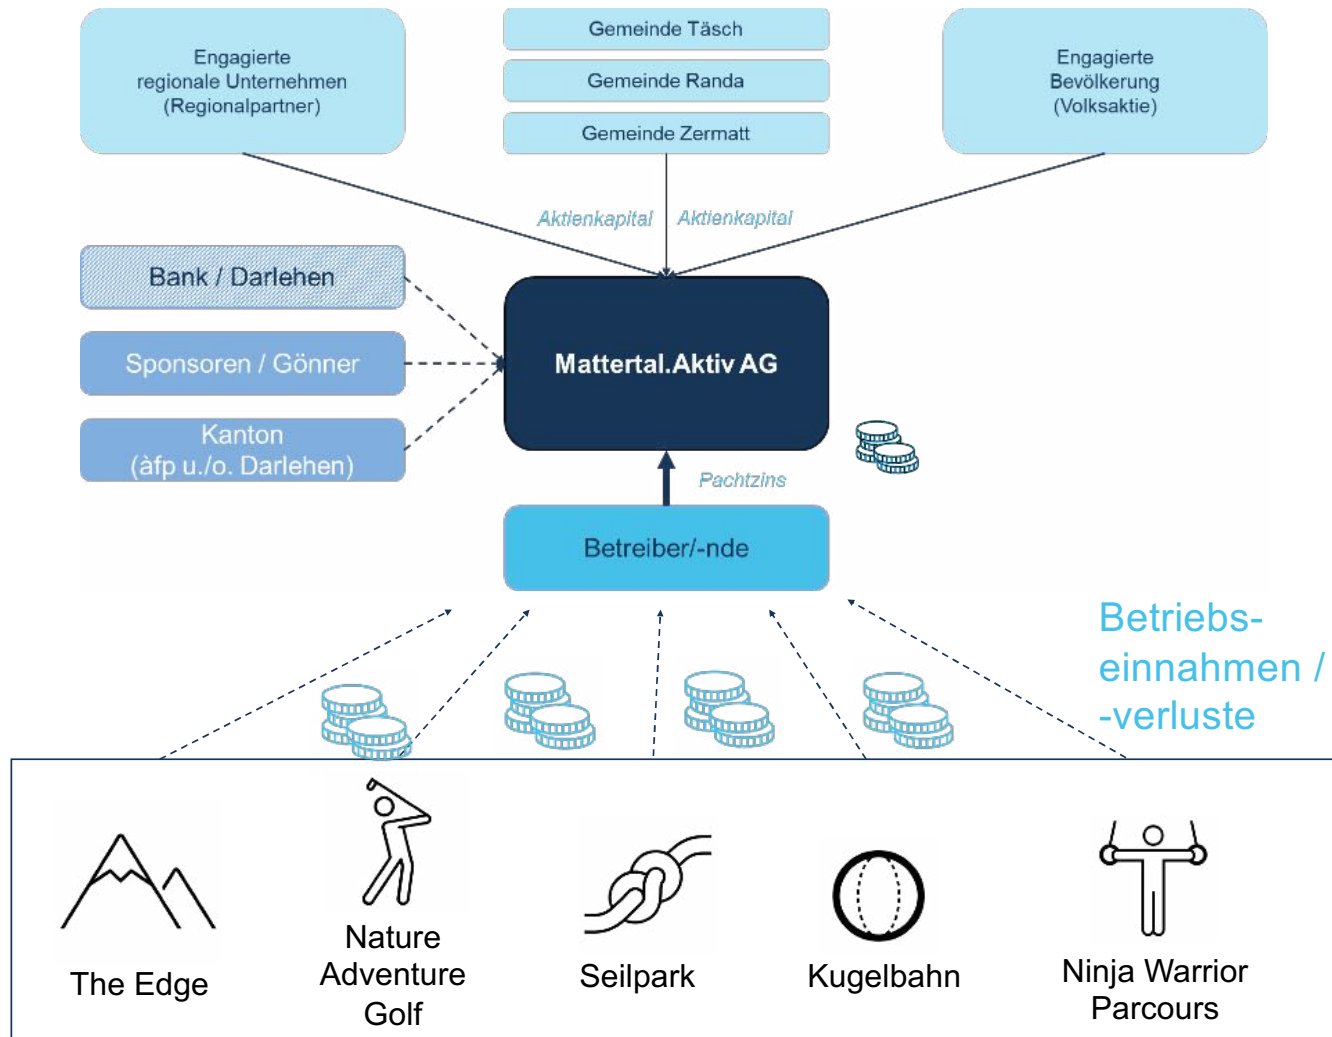 Engagierte
regionale Unternehmen
(Regionalpartner)
Gemeinde Täsch
Gemeinde Randa
Gemeinde Zermatt
Engagierte
Bevölkerung
(Volksaktie)
Aktienkapital
Aktienkapital
Bank / Darlehen
Sponsoren / Gönner
Kanton
(àfp u./o. Darlehen)
Mattertal.Aktiv AG
Pachtzins
Betreiber/-nde
Betriebs-
einnahmen /
-verluste
The Edge
Nature
Adventure
Golf
Seilpark
Kugelbahn
Ninja Warrior
Parcours